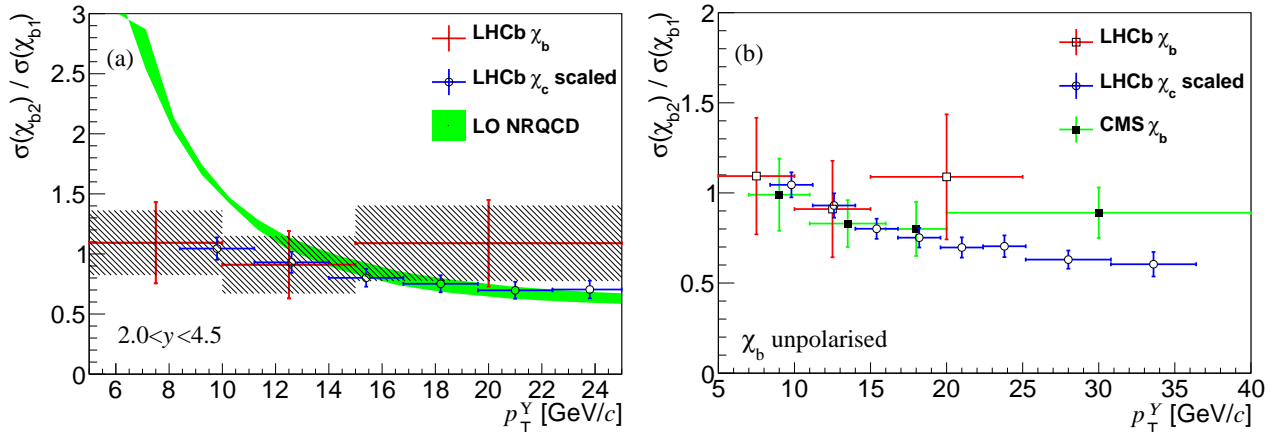 σ(χb2) / σ(χb1)
3
2.5
2
1.5
1
0.5
0
(a)
LHCb χb
LHCb χc scaled
LO NRQCD
2.0<y<4.5
6 8 10 12 14 16 18 20 22 24
pTΥ [GeV/c]
σ(χb2) / σ(χb1)
2
1.5
1
0.5
0
(b)
LHCb χb
LHCb χc scaled
CMS χb
χb unpolarised
5 10 15 20 25 30 35 40
pTΥ [GeV/c]